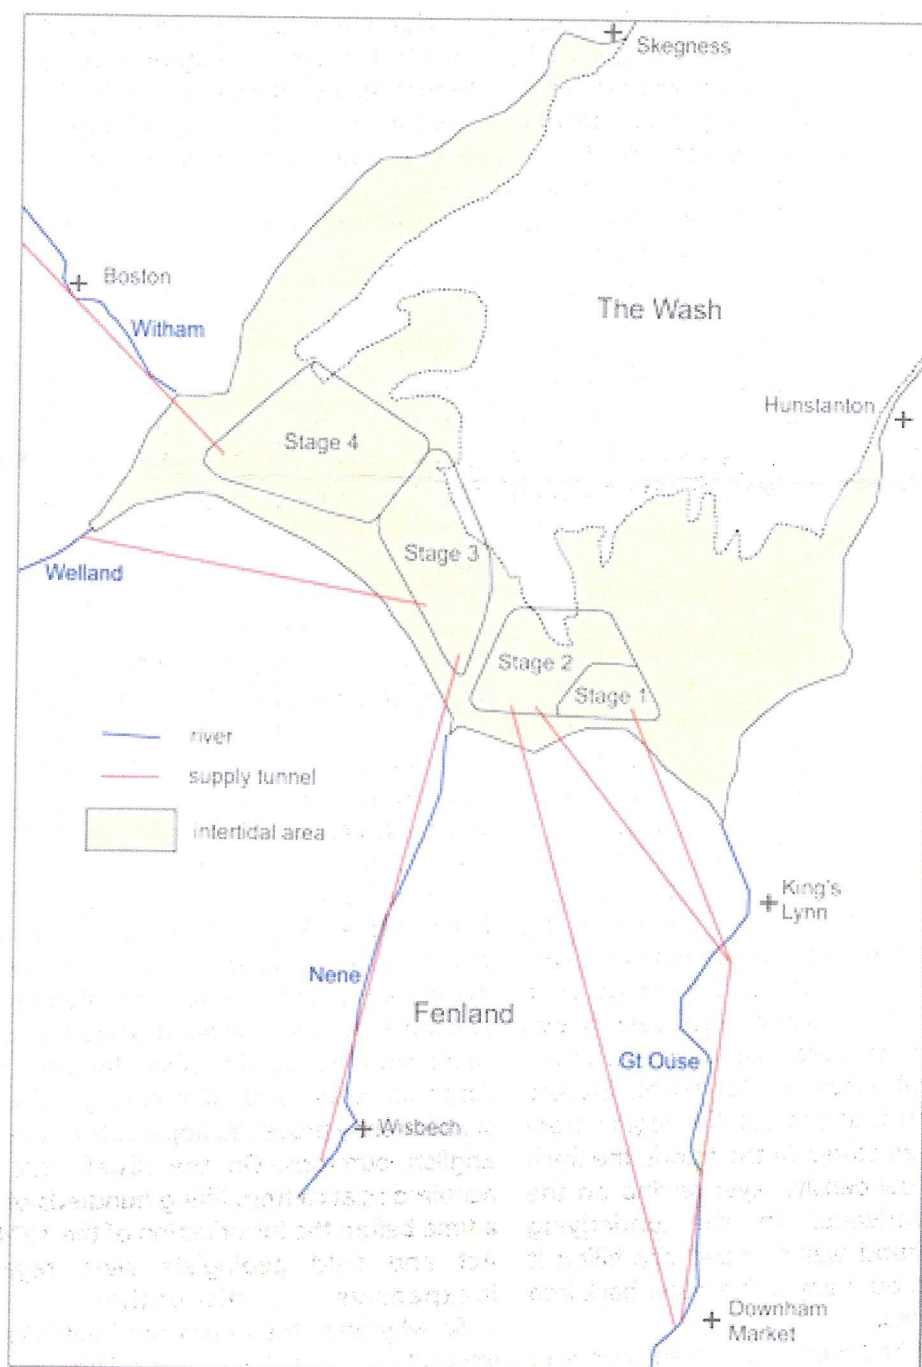 Skegness
Boston
The Wash
Witham
Hunstanton
Stage 4
Stage 3
Welland
Stage 2
Stage 1
river
supply tunnel
intertidal area
King's
Lynn
Nene
Fenland
Gt Ouse
Wisbech
Downham
Market